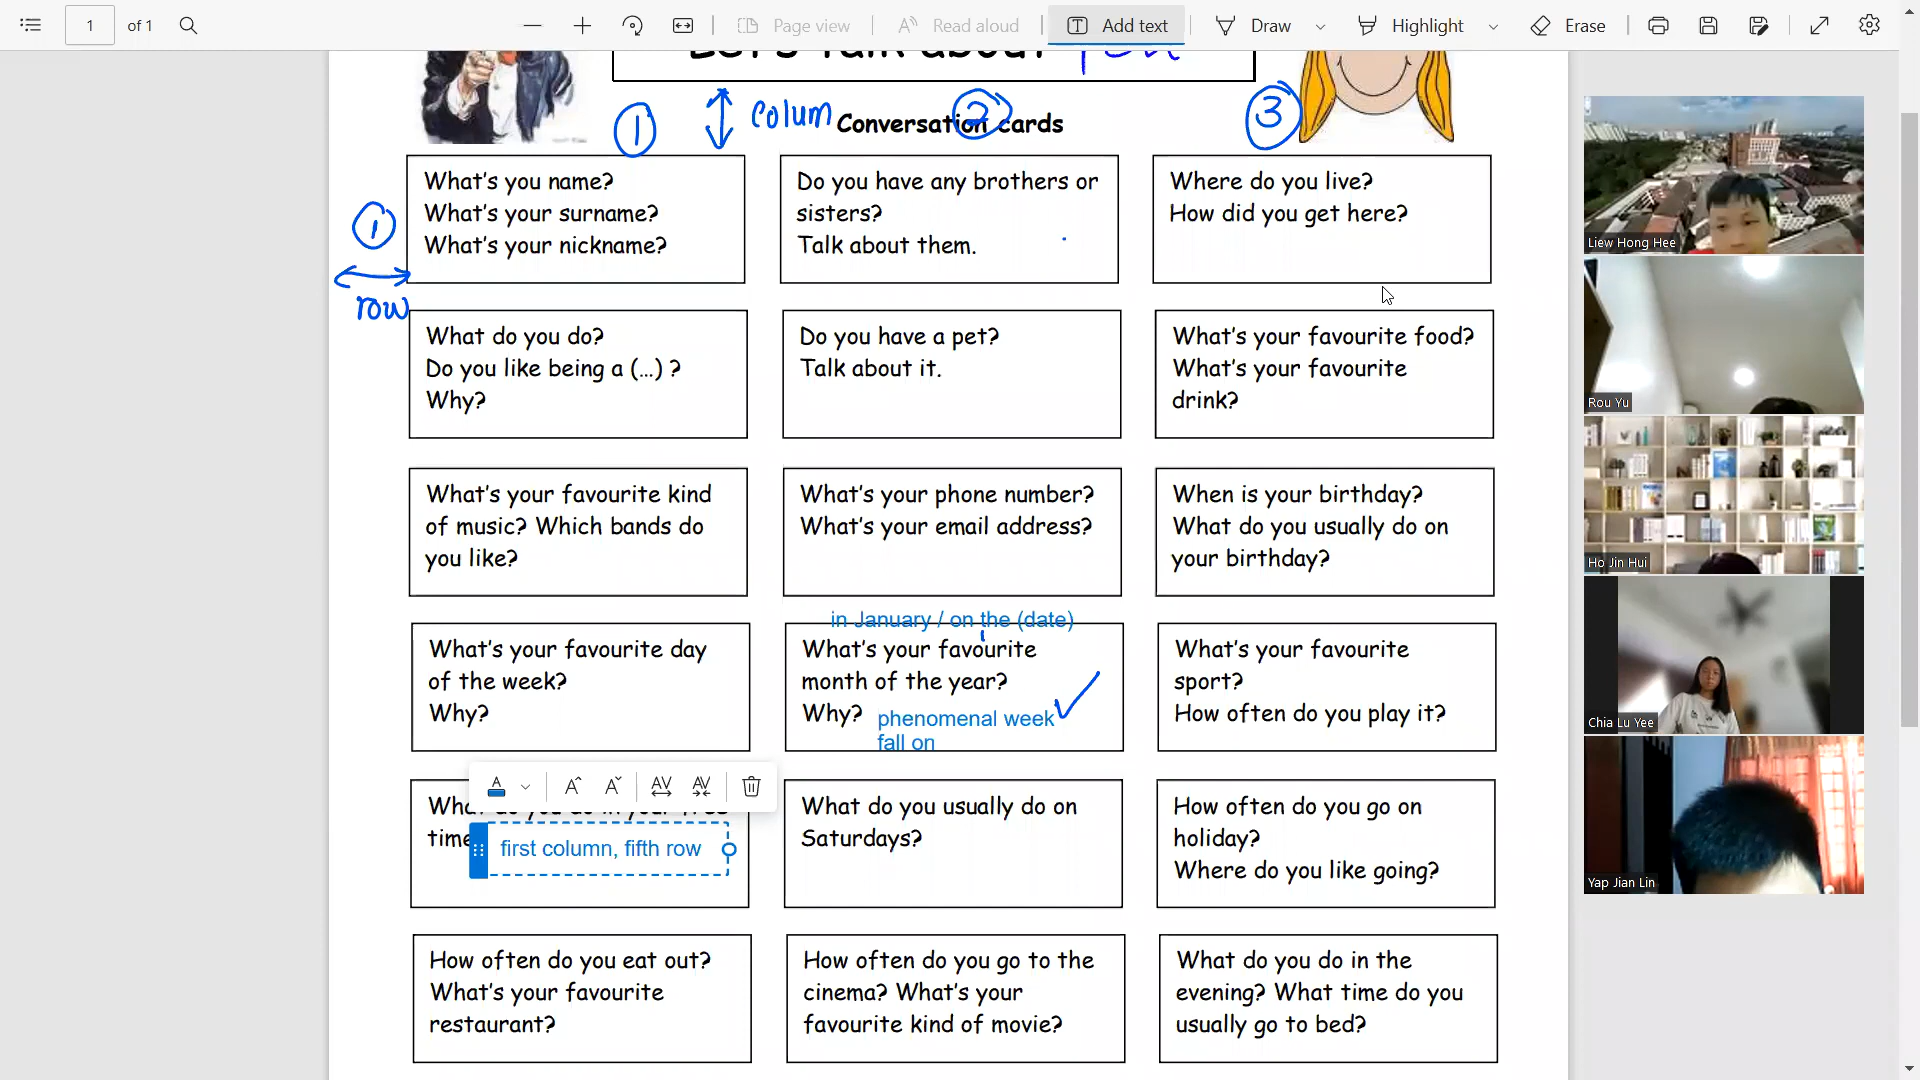 1
of 1
Page view
Read aloud
Add text
Draw
Highlight
Erase
Let's talk about you
1
colum
2
3
Conversation cards
1
row
What's you name?
What's your surname?
What's your nickname?
Do you have any brothers or
sisters?
Talk about them.
Where do you live?
How did you get here?
What do you do?
Do you like being a (...) ?
Why?
Do you have a pet?
Talk about it.
What's your favourite food?
What's your favourite
drink?
What's your favourite kind
of music? Which bands do
you like?
What's your phone number?
What's your email address?
When is your birthday?
What do you usually do on
your birthday?
in January / on the (date)
What's your favourite day
of the week?
Why?
What's your favourite
month of the year?
Why?
phenomenal week
fall on
What's your favourite
sport?
How often do you play it?
What do you do in your free
time
first column, fifth row
What do you usually do on
Saturdays?
How often do you go on
holiday?
Where do you like going?
How often do you eat out?
What's your favourite
restaurant?
How often do you go to the
cinema? What's your
favourite kind of movie?
What do you do in the
evening? What time do you
usually go to bed?
Liew Hong Hee
Rou Yu
Ho Jin Hui
Chia Lu Yee
Yap Jian Lin